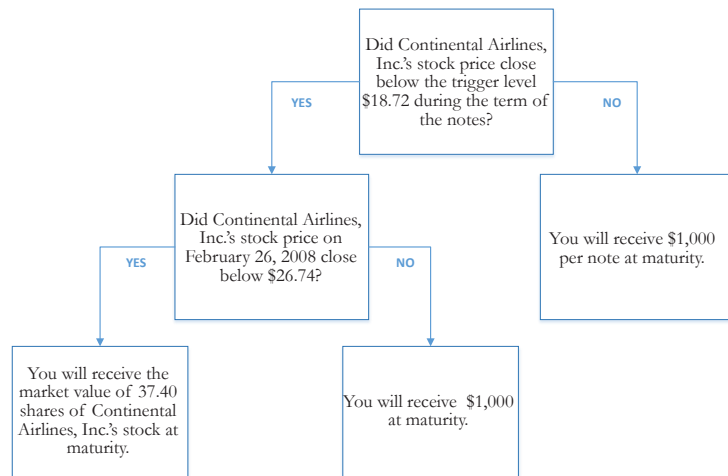 Did Continental Airlines,
Inc.'s stock price close
below the trigger level
$18.72 during the term of
the notes?
YES
NO
Did Continental Airlines,
Inc.'s stock price on
February 26, 2008 close
below $26.74?
You will receive $1,000
per note at maturity.
YES
NO
You will receive the
market value of 37.40
shares of Continental
Airlines, Inc.'s stock at
maturity.
You will receive $1,000
at maturity.